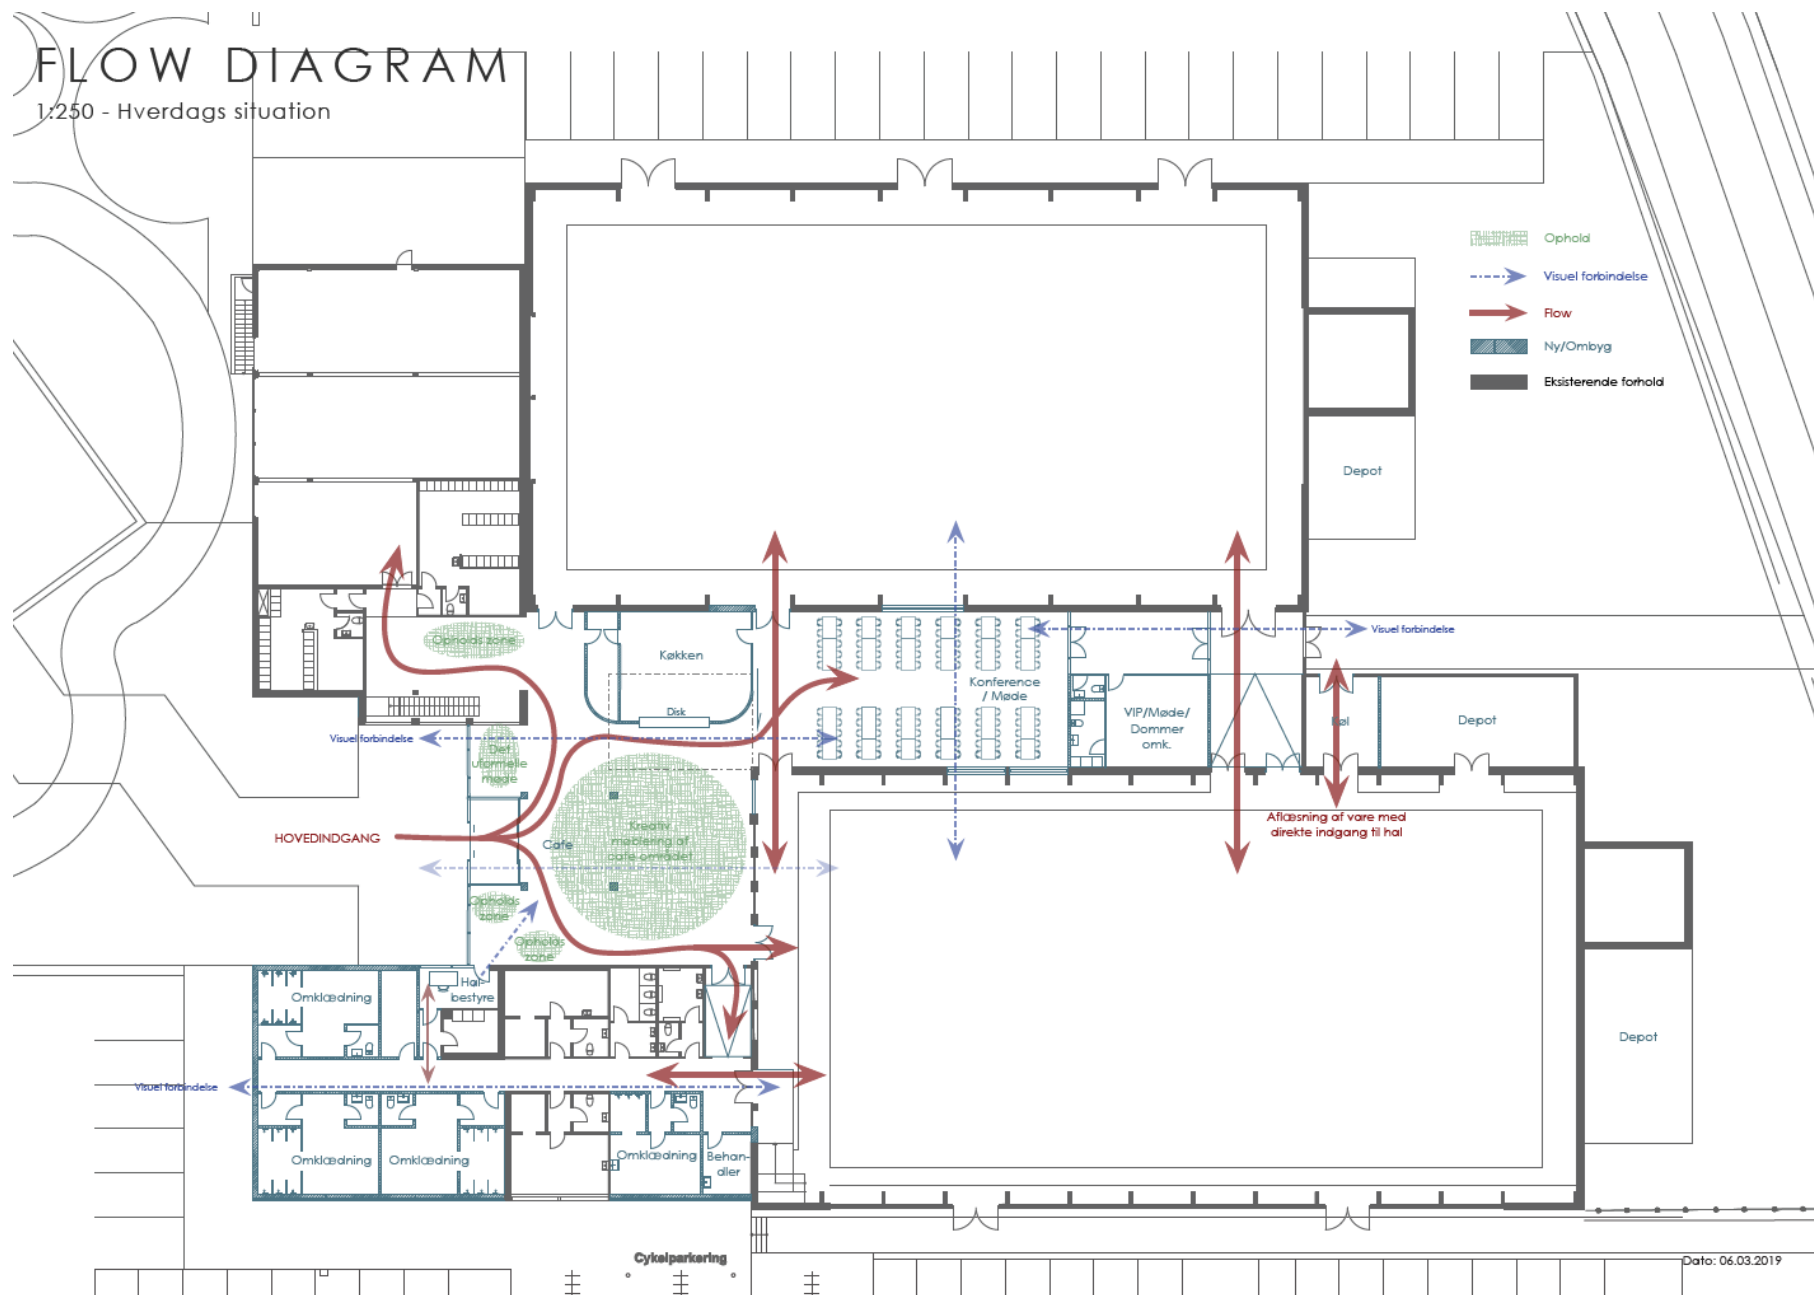 FLOW DIAGRAM
1:250 - Hverdags situation
Ophold
Visuel forbindelse
Flow
Ny/Ombyg
Eksisterende forhold
Depot
Opholds zone
Køkken
Disk
Konference
/ Møde
Visuel forbindelse
VIP/Møde/
Dommer
omk.
Depot
Visuel forbindelse
Det
uformelle
møge
HOVEDINDGANG
Cafe
Kreativ
møblering af
cafe området
Aflæsning af vare med
direkte indgang til hal
Opholds
zone
Opholds
zone
Omklædning
Hal-
bestyre
Depot
Visuel forbindelse
Omklædning
Omklædning
Omklædning
Behan-
dler
Cykelparkering
Dato: 06.03.2019